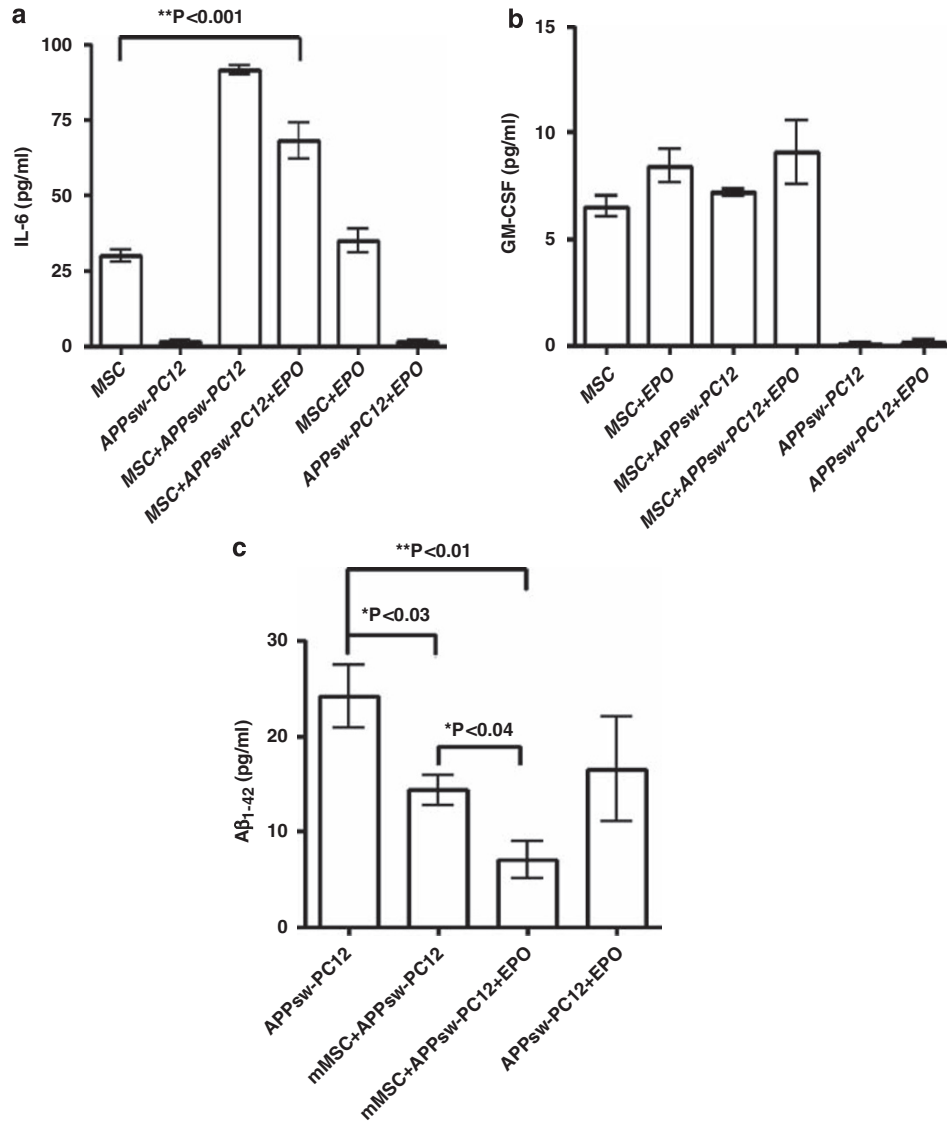 a
**P<0.001
100
75
50
25
0
IL-6 (pg/ml)
MSC
APPsw-PC12
MSC+APPsw-PC12
MSC+APPsw-PC12+EPO
MSC+EPO
APPsw-PC12+EPO
b
15
10
5
0
GM-CSF (pg/ml)
MSC
MSC+EPO
MSC+APPsw-PC12
MSC+APPsw-PC12+EPO
APPsw-PC12
APPsw-PC12+EPO
c
**P<0.01
*P<0.03
*P<0.04
30
20
10
0
Aβ1–42 (pg/ml)
APPsw-PC12
mMSC+APPsw-PC12
mMSC+APPsw-PC12+EPO
APPsw-PC12+EPO